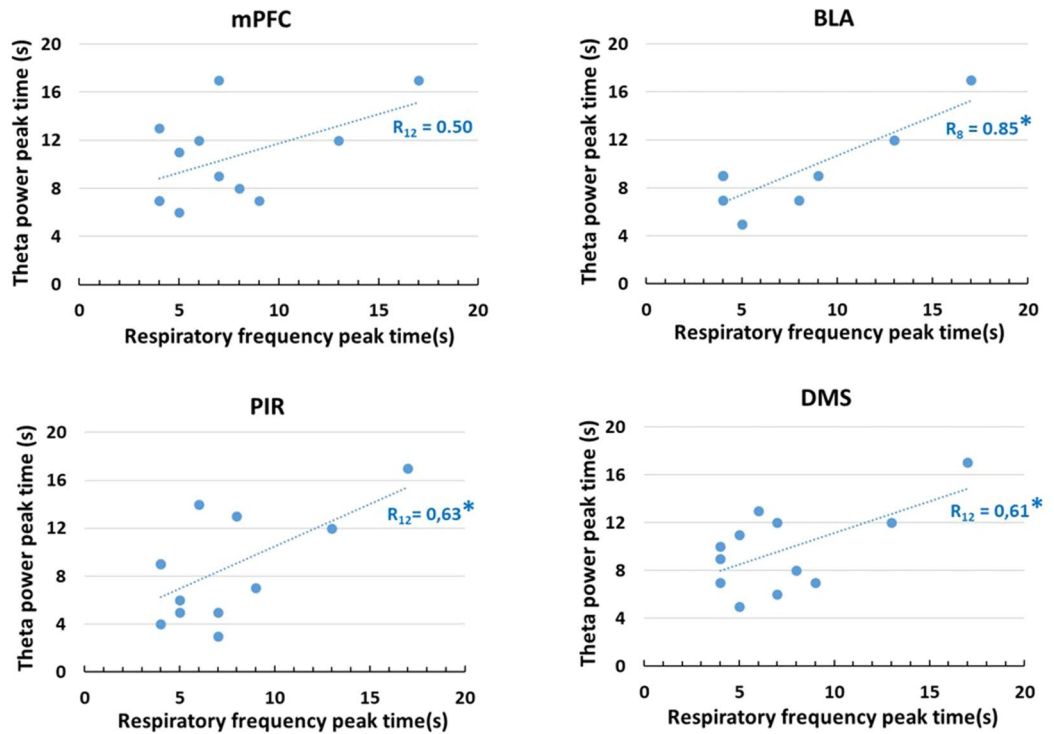 mPFC
Theta power peak time (s)
20
16
12
8
4
0
R12 = 0.50
0 5 10 15 20
Respiratory frequency peak time(s)
BLA
Theta power peak time (s)
20
16
12
8
4
0
R8 = 0.85*
0 5 10 15 20
Respiratory frequency peak time(s)
PIR
Theta power peak time (s)
20
16
12
8
4
0
R12= 0,63*
0 5 10 15 20
Respiratory frequency peak time(s)
DMS
Theta power peak time (s)
20
16
12
8
4
0
R12 = 0,61*
0 5 10 15 20
Respiratory frequency peak time(s)